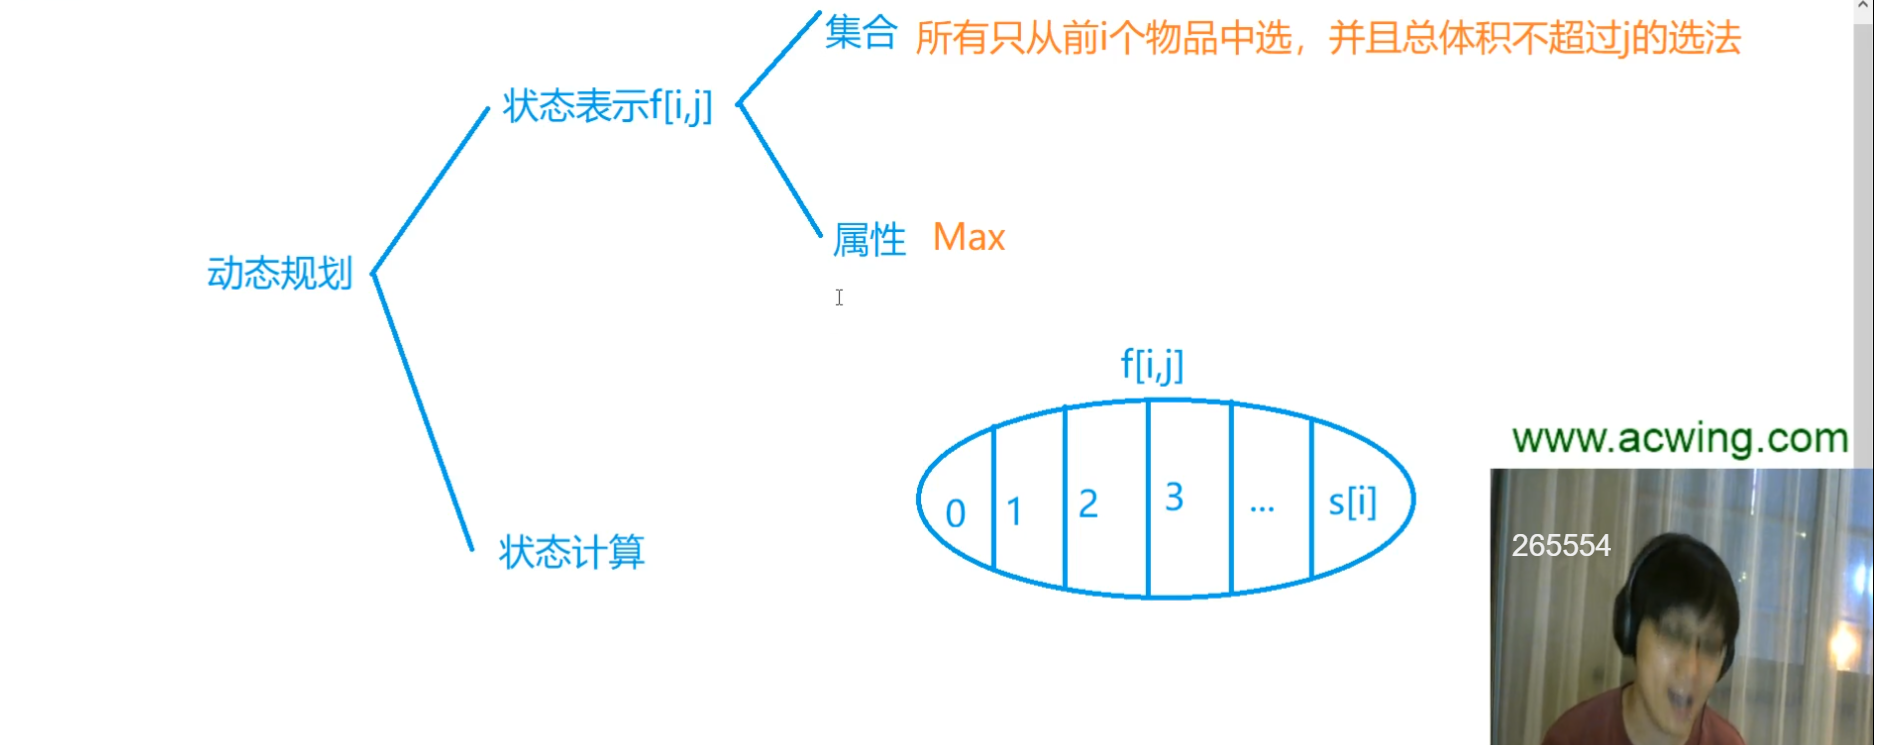 集合 所有只从前i个物品中选，并且总体积不超过j的选法
状态表示f[i,j]
属性 Max
动态规划
f[i,j]
www.acwing.com
0 1 2 3 ... s[i]
265554
状态计算